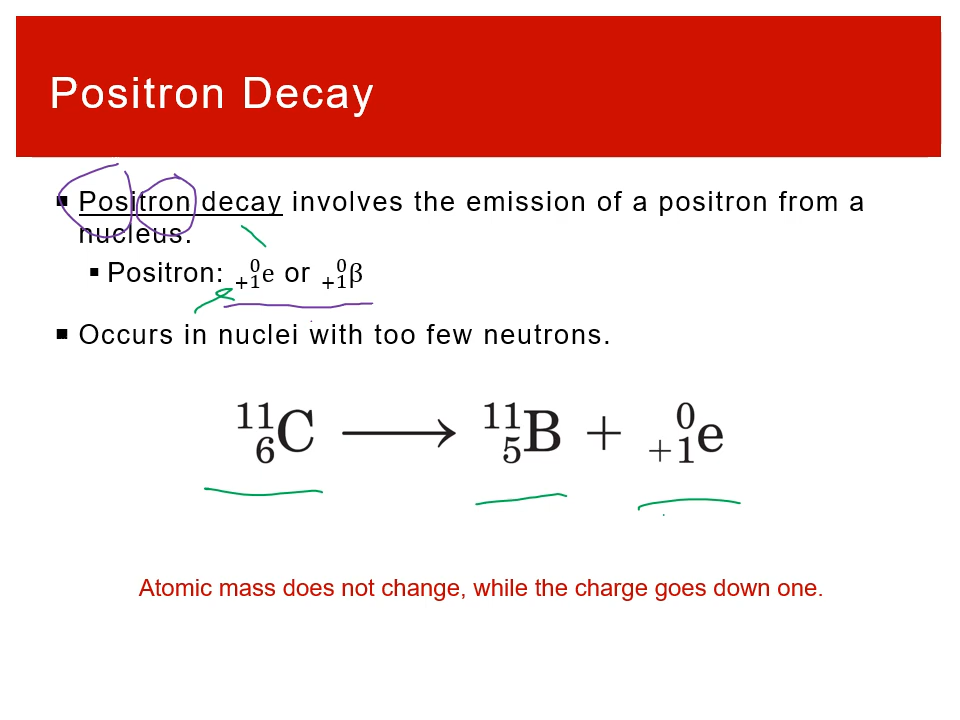 Positron Decay
▪ Positron decay involves the emission of a positron from a
nucleus.
▪ Positron: ⁰₊₁e or ⁰₊₁β
▪ Occurs in nuclei with too few neutrons.
¹¹₆C ⟶ ¹¹₅B + ⁰₊₁e
Atomic mass does not change, while the charge goes down one.